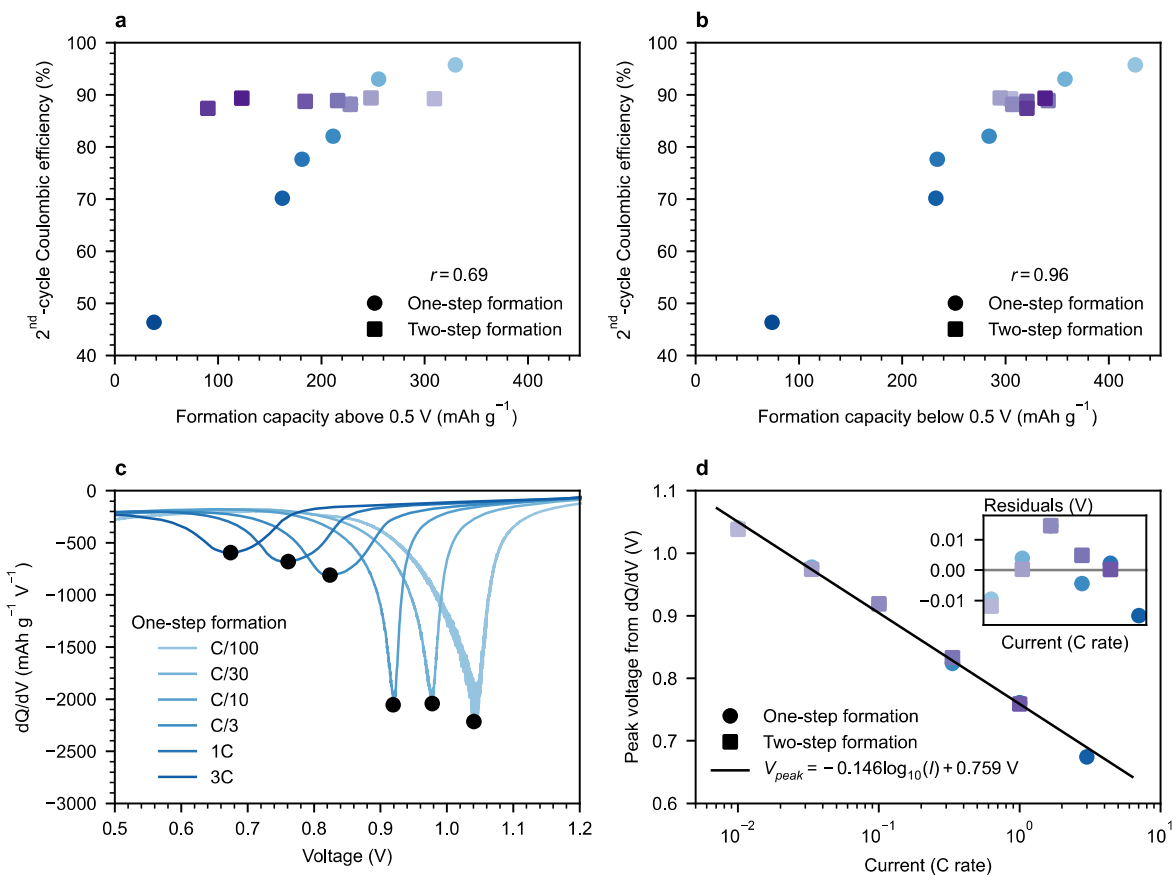 a
100
90
80
70
60
50
40
2nd-cycle Coulombic efficiency (%)
r = 0.69
One-step formation
Two-step formation
0 100 200 300 400
Formation capacity above 0.5 V (mAh g−1)
b
100
90
80
70
60
50
40
2nd-cycle Coulombic efficiency (%)
r = 0.96
One-step formation
Two-step formation
0 100 200 300 400
Formation capacity below 0.5 V (mAh g−1)
c
0
−500
−1000
−1500
−2000
−2500
−3000
dQ/dV (mAh g−1 V−1)
One-step formation
C/100
C/30
C/10
C/3
1C
3C
0.5 0.6 0.7 0.8 0.9 1.0 1.1 1.2
Voltage (V)
d
1.1
1.0
0.9
0.8
0.7
0.6
Peak voltage from dQ/dV (V)
Residuals (V)
0.01
0.00
−0.01
Current (C rate)
One-step formation
Two-step formation
Vpeak = −0.146log10(I) + 0.759 V
10−2 10−1 100 101
Current (C rate)